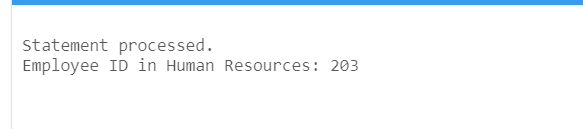 Statement processed.
Employee ID in Human Resources: 203